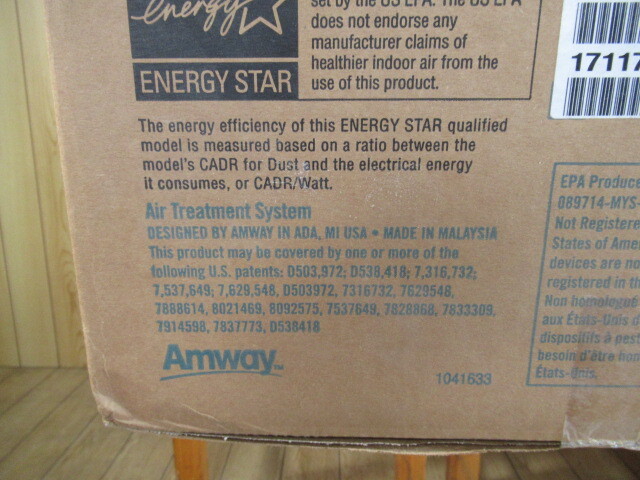 energy
ENERGY STAR
set by the US EPA. The US EPA
does not endorse any
manufacturer claims of
healthier indoor air from the
use of this product.
17117
The energy efficiency of this ENERGY STAR qualified
model is measured based on a ratio between the
model's CADR for Dust and the electrical energy
it consumes, or CADR/Watt.
Air Treatment System
DESIGNED BY AMWAY IN ADA, MI USA • MADE IN MALAYSIA
This product may be covered by one or more of the
following U.S. patents: D503,972; D538,418; 7,316,732;
7,537,649; 7,629,548, D503972, 7316732, 7629548,
7888614, 8021469, 8092575, 7537649, 7828868, 7833309,
7914598, 7837773, D538418
Amway™
1041633
EPA Produce
089714-MYS-
Not Registere
States of Ame
devices are no
registered in th
Non homologué
aux États-Unis d
dispositifs à pest
besoin d'être hom
États-Unis.